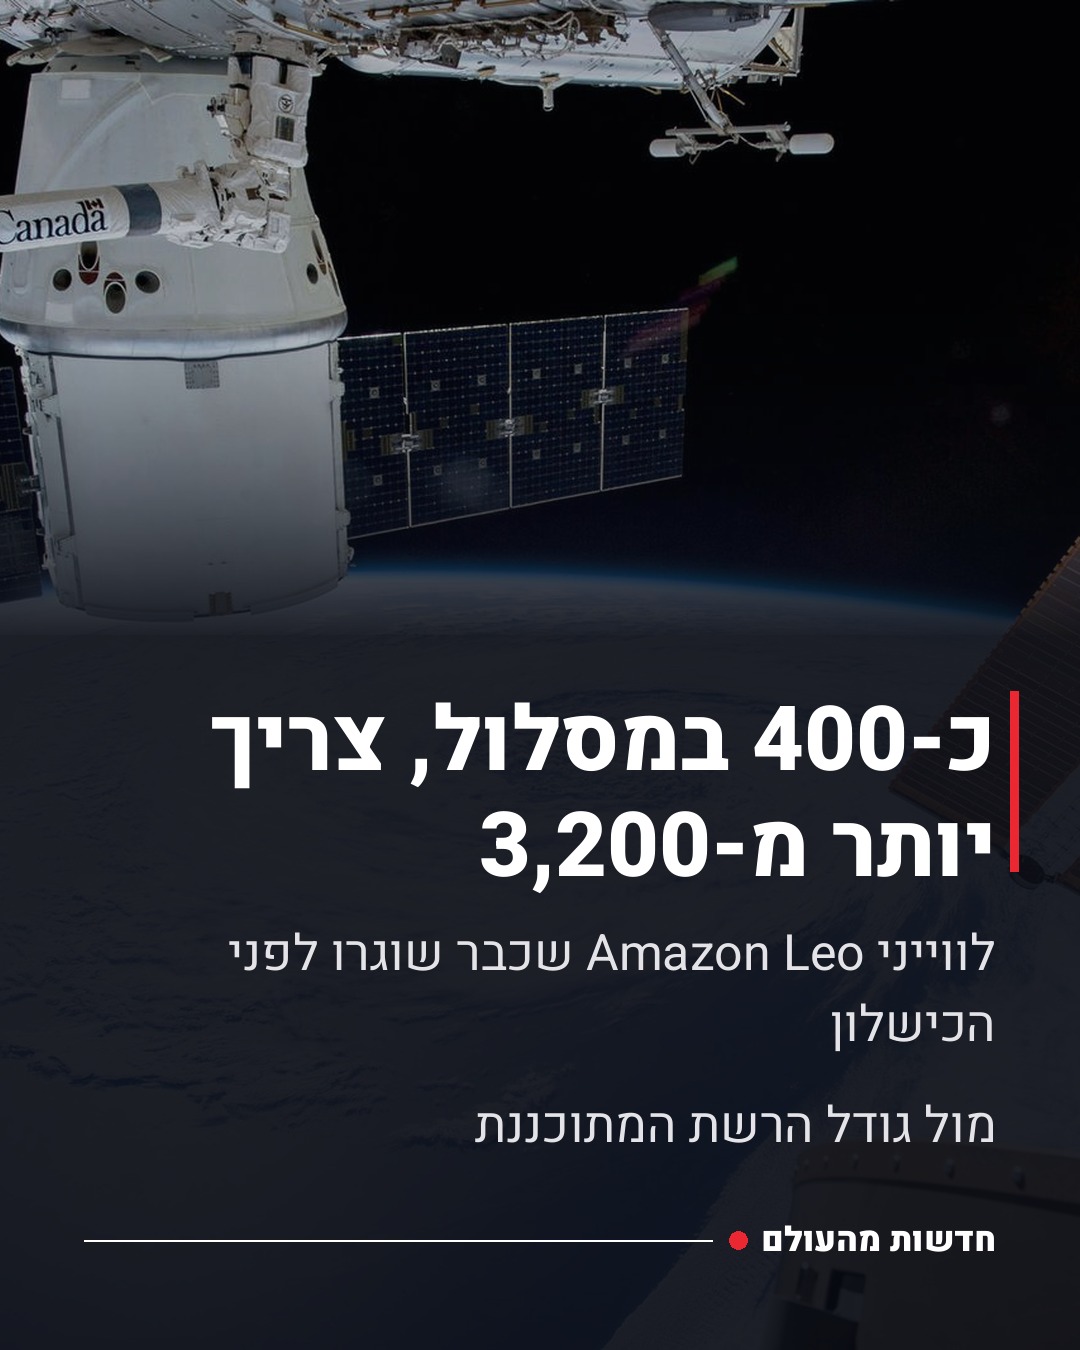 Canada
כ-400 במסלול, צריך
יותר מ-3,200
לווייני Amazon Leo שכבר שוגרו לפני
הכישלון
מול גודל הרשת המתוכננת
חדשות מהעולם